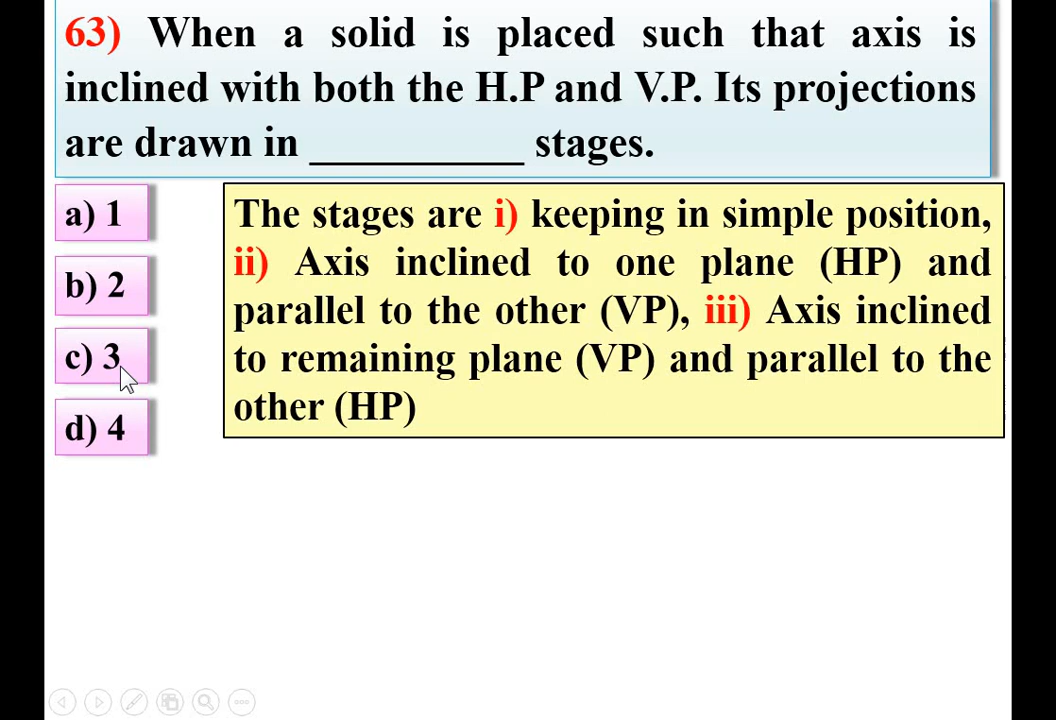 63) When a solid is placed such that axis is
inclined with both the H.P and V.P. Its projections
are drawn in __________ stages.
a) 1
b) 2
c) 3
d) 4
The stages are i) keeping in simple position,
ii) Axis inclined to one plane (HP) and
parallel to the other (VP), iii) Axis inclined
to remaining plane (VP) and parallel to the
other (HP)